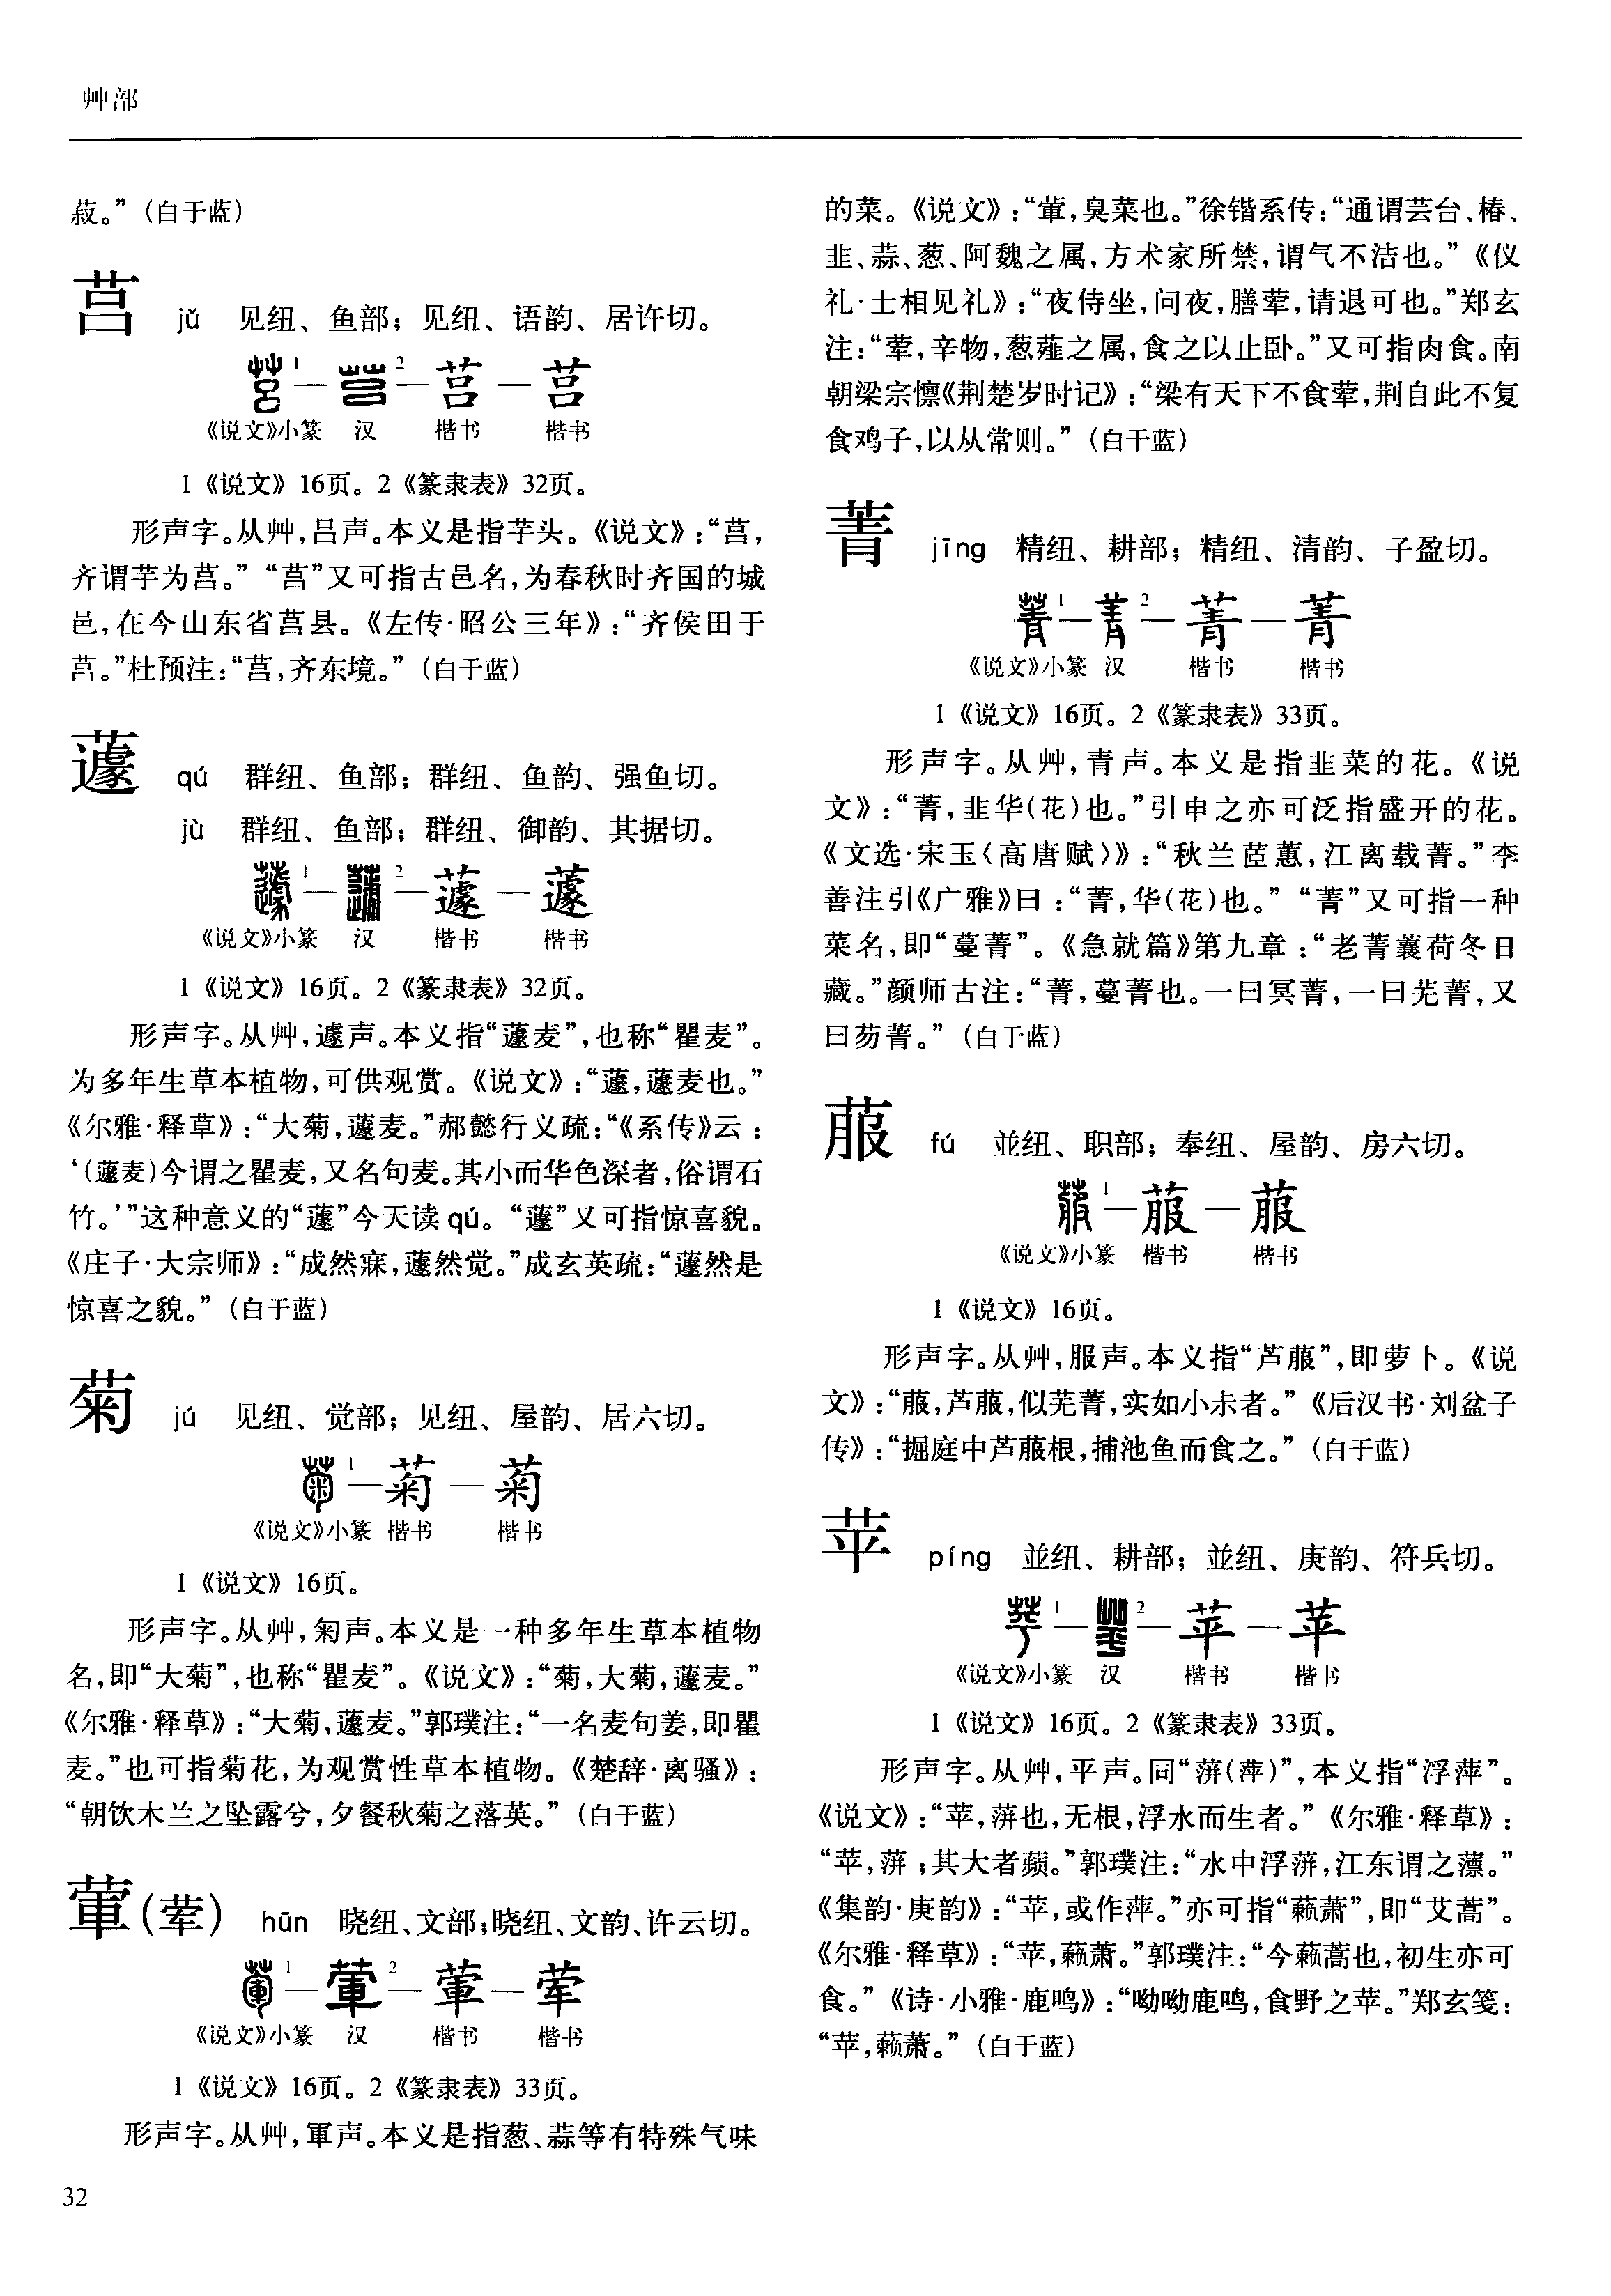 艸部
菽。”(白于蓝)
莒 jǔ 见纽、鱼部；见纽、语韵、居许切。
莒1—莒2—莒—莒
《说文》小篆 汉 楷书 楷书
1《说文》16页。2《篆隶表》32页。
形声字。从艸,吕声。本义是指芋头。《说文》:“莒,
齐谓芋为莒。”“莒”又可指古邑名,为春秋时齐国的城
邑,在今山东省莒县。《左传·昭公三年》:“齐侯田于
莒。”杜预注:“莒,齐东境。”(白于蓝)
蘧 qú 群纽、鱼部；群纽、鱼韵、强鱼切。
jù 群纽、鱼部；群纽、御韵、其据切。
蘧1—蘧2—蘧—蘧
《说文》小篆 汉 楷书 楷书
1《说文》16页。2《篆隶表》32页。
形声字。从艸,遽声。本义指“蘧麦”,也称“瞿麦”。
为多年生草本植物,可供观赏。《说文》:“蘧,蘧麦也。”
《尔雅·释草》:“大菊,蘧麦。”郝懿行义疏:“《系传》云:
‘(蘧麦)今谓之瞿麦,又名句麦。其小而华色深者,俗谓石
竹。’”这种意义的“蘧”今天读qú。“蘧”又可指惊喜貌。
《庄子·大宗师》:“成然寐,蘧然觉。”成玄英疏:“蘧然是
惊喜之貌。”(白于蓝)
菊 jú 见纽、觉部；见纽、屋韵、居六切。
菊1—菊—菊
《说文》小篆 楷书 楷书
1《说文》16页。
形声字。从艸,匊声。本义是一种多年生草本植物
名,即“大菊”,也称“瞿麦”。《说文》:“菊,大菊,蘧麦。”
《尔雅·释草》:“大菊,蘧麦。”郭璞注:“一名麦句姜,即瞿
麦。”也可指菊花,为观赏性草本植物。《楚辞·离骚》:
“朝饮木兰之坠露兮,夕餐秋菊之落英。”(白于蓝)
葷(荤) hūn 晓纽、文部;晓纽、文韵、许云切。
葷1—葷2—葷—荤
《说文》小篆 汉 楷书 楷书
1《说文》16页。2《篆隶表》33页。
形声字。从艸,軍声。本义是指葱、蒜等有特殊气味
32
的菜。《说文》:“葷,臭菜也。”徐锴系传:“通谓芸台、椿、
韭、蒜、葱、阿魏之属,方术家所禁,谓气不洁也。”《仪
礼·士相见礼》:“夜侍坐,问夜,膳荤,请退可也。”郑玄
注:“荤,辛物,葱薤之属,食之以止卧。”又可指肉食。南
朝梁宗懔《荆楚岁时记》:“梁有天下不食荤,荆自此不复
食鸡子,以从常则。”(白于蓝)
菁 jīng 精纽、耕部；精纽、清韵、子盈切。
菁1—菁2—菁—菁
《说文》小篆 汉 楷书 楷书
1《说文》16页。2《篆隶表》33页。
形声字。从艸,青声。本义是指韭菜的花。《说
文》:“菁,韭华(花)也。”引申之亦可泛指盛开的花。
《文选·宋玉〈高唐赋〉》:“秋兰茝蕙,江离载菁。”李
善注引《广雅》曰:“菁,华(花)也。”“菁”又可指一种
菜名,即“蔓菁”。《急就篇》第九章:“老菁蘘荷冬日
藏。”颜师古注:“菁,蔓菁也。一曰冥菁,一曰芜菁,又
曰芴菁。”(白于蓝)
菔 fú 並纽、职部；奉纽、屋韵、房六切。
菔1—菔—菔
《说文》小篆 楷书 楷书
1《说文》16页。
形声字。从艸,服声。本义指“芦菔”,即萝卜。《说
文》:“菔,芦菔,似芜菁,实如小尗者。”《后汉书·刘盆子
传》:“掘庭中芦菔根,捕池鱼而食之。”(白于蓝)
苹 píng 並纽、耕部；並纽、庚韵、符兵切。
苹1—苹2—苹—苹
《说文》小篆 汉 楷书 楷书
1《说文》16页。2《篆隶表》33页。
形声字。从艸,平声。同“蓱(萍)”,本义指“浮萍”。
《说文》:“苹,蓱也,无根,浮水而生者。”《尔雅·释草》:
“苹,蓱;其大者蘋。”郭璞注:“水中浮蓱,江东谓之薸。”
《集韵·庚韵》:“苹,或作萍。”亦可指“藾萧”,即“艾蒿”。
《尔雅·释草》:“苹,藾萧。”郭璞注:“今藾蒿也,初生亦可
食。”《诗·小雅·鹿鸣》:“呦呦鹿鸣,食野之苹。”郑玄笺:
“苹,藾萧。”(白于蓝)